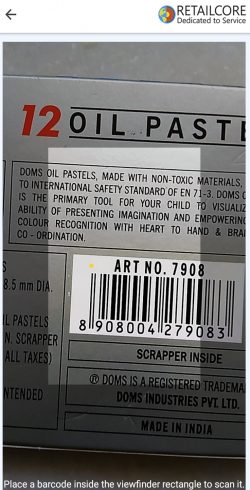 RETAILCORE
Dedicated to Service
12 OIL PASTE
DOMS OIL PASTELS, MADE WITH NON-TOXIC MATERIALS,
TO INTERNATIONAL SAFETY STANDARD OF EN 71-3. DOMS
IS THE PRIMARY TOOL FOR YOUR CHILD TO VISUALIZ
ABILITY OF PRESENTING IMAGINATION AND EMPOWERING
COLOUR RECOGNITION WITH HEART TO HAND & BRAI
CO - ORDINATION.
S
8.5 mm DIA.
IL PASTELS
N. SCRAPPER
ALL TAXES)
NTENDED
ART NO. 7908
8 908004 279083
SCRAPPER INSIDE
® DOMS IS A REGISTERED TRADEMA
DOMS INDUSTRIES PVT. LTD.
MADE IN INDIA
Place a barcode inside the viewfinder rectangle to scan it.